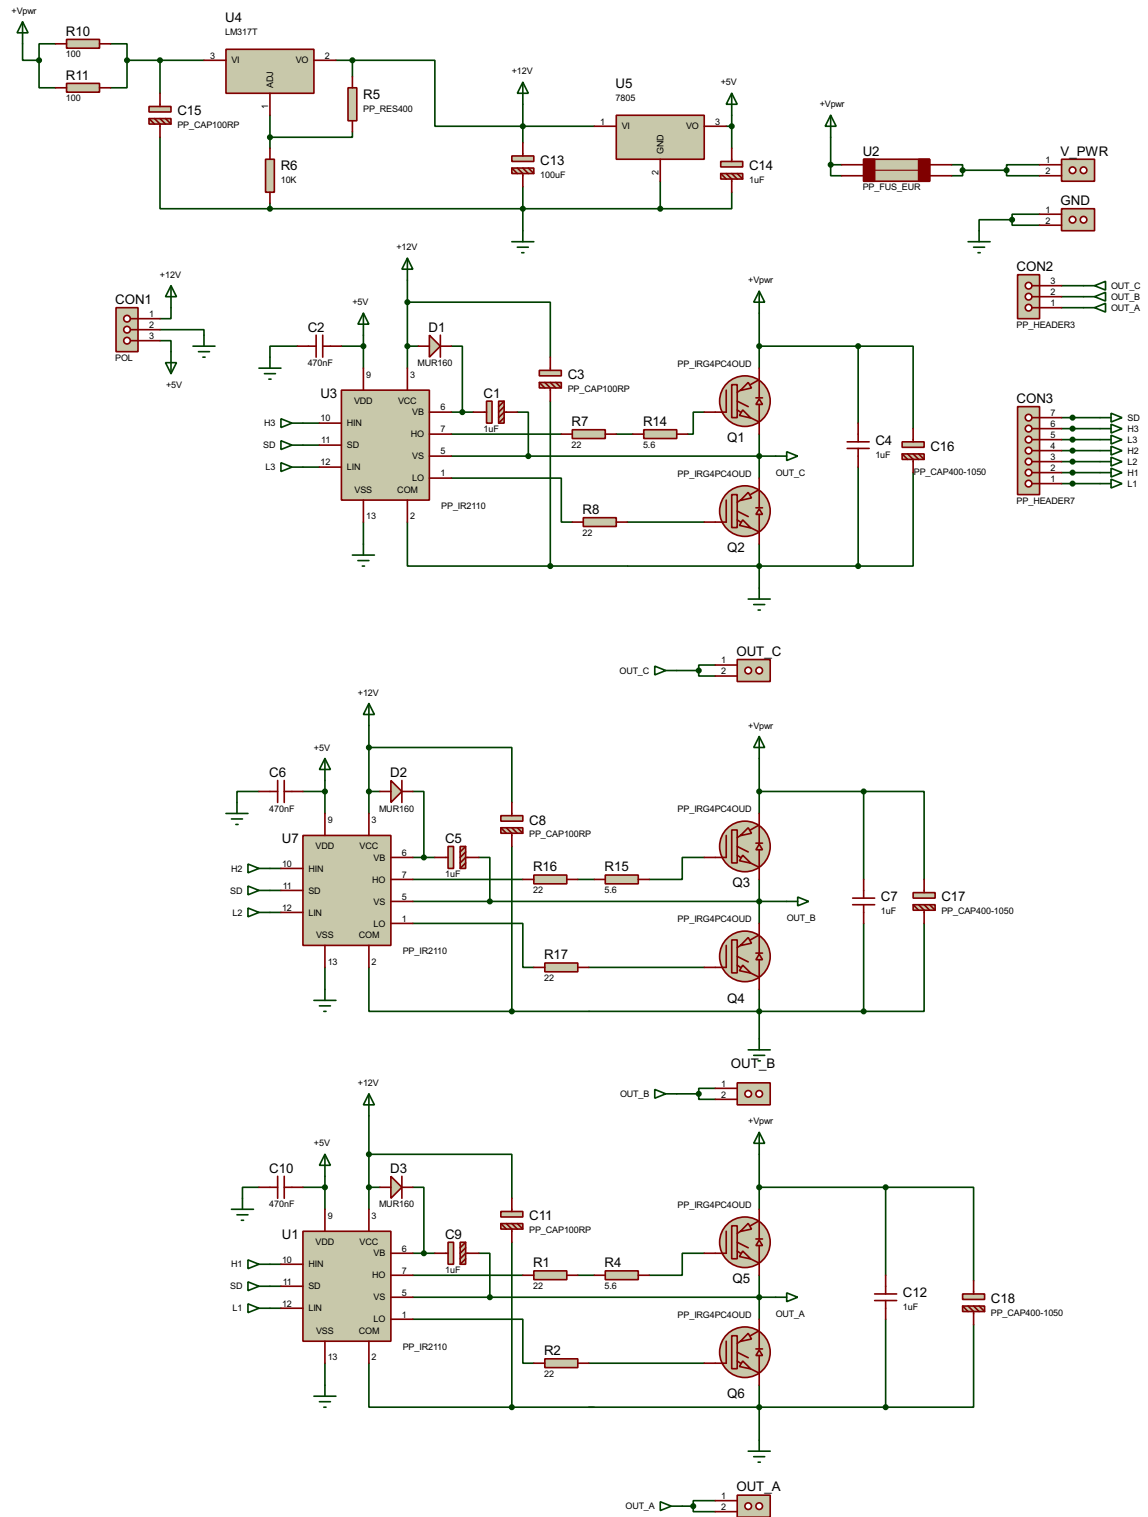 +Vpwr
R10
100
R11
100
C15
PP_CAP100RP
U4
LM317T
3
VI
VO
2
ADJ
1
R5
PP_RES400
R6
10K
+12V
C13
100uF
U5
7805
1
VI
VO
3
GND
2
+5V
C14
1uF
+Vpwr
U2
PP_FUS_EUR
V_PWR
1
2
GND
1
2
CON1
1
2
3
POL
+12V
+5V
CON2
3
2
1
OUT_C
OUT_B
OUT_A
PP_HEADER3
CON3
7
6
5
4
3
2
1
SD
H3
L3
H2
L2
H1
L1
PP_HEADER7
+12V
+5V
C2
470nF
D1
MUR160
C3
PP_CAP100RP
U3
9
3
VDD
VCC
H3
10
HIN
SD
11
SD
L3
12
LIN
VB
6
HO
7
VS
5
LO
1
VSS
COM
13
2
PP_IR2110
C1
1uF
R7
22
R14
5.6
R8
22
+Vpwr
PP_IRG4PC4OUD
Q1
PP_IRG4PC4OUD
Q2
OUT_C
C4
1uF
C16
PP_CAP400-1050
OUT_C
1
2
OUT_C
+12V
+5V
C6
470nF
D2
MUR160
C8
PP_CAP100RP
U7
9
3
VDD
VCC
H2
10
HIN
SD
11
SD
L2
12
LIN
VB
6
HO
7
VS
5
LO
1
VSS
COM
13
2
PP_IR2110
C5
1uF
R16
22
R15
5.6
R17
22
+Vpwr
PP_IRG4PC4OUD
Q3
PP_IRG4PC4OUD
Q4
OUT_B
C7
1uF
C17
PP_CAP400-1050
OUT_B
OUT_B
1
2
+12V
+5V
C10
470nF
D3
MUR160
C11
PP_CAP100RP
U1
9
3
VDD
VCC
H1
10
HIN
SD
11
SD
L1
12
LIN
VB
6
HO
7
VS
5
LO
1
VSS
COM
13
2
PP_IR2110
C9
1uF
R1
22
R4
5.6
R2
22
+Vpwr
PP_IRG4PC4OUD
Q5
PP_IRG4PC4OUD
Q6
OUT_A
C12
1uF
C18
PP_CAP400-1050
OUT_A
OUT_A
1
2